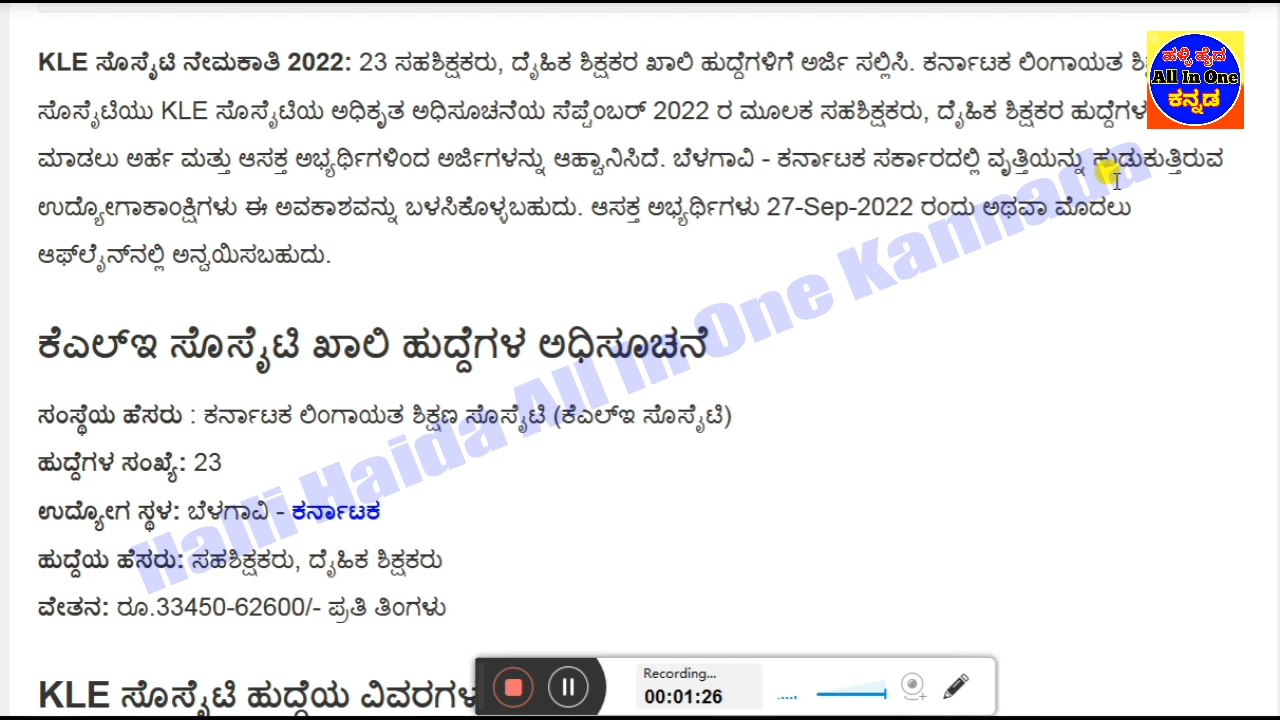 KLE ಸೊಸೈಟಿ ನೇಮಕಾತಿ 2022: 23 ಸಹಶಿಕ್ಷಕರು, ದೈಹಿಕ ಶಿಕ್ಷಕರ ಖಾಲಿ ಹುದ್ದೆಗಳಿಗೆ ಅರ್ಜಿ ಸಲ್ಲಿಸಿ. ಕರ್ನಾಟಕ ಲಿಂಗಾಯತ
ಸೊಸೈಟಿಯು KLE ಸೊಸೈಟಿಯ ಅಧಿಕೃತ ಅಧಿಸೂಚನೆಯ ಸೆಪ್ಟೆಂಬರ್ 2022 ರ ಮೂಲಕ ಸಹಶಿಕ್ಷಕರು, ದೈಹಿಕ ಶಿಕ್ಷಕರ ಹುದ್ದೆಗಳ
ಮಾಡಲು ಅರ್ಹ ಮತ್ತು ಆಸಕ್ತ ಅಭ್ಯರ್ಥಿಗಳಿಂದ ಅರ್ಜಿಗಳನ್ನು ಆಹ್ವಾನಿಸಿದೆ. ಬೆಳಗಾವಿ - ಕರ್ನಾಟಕ ಸರ್ಕಾರದಲ್ಲಿ ವೃತ್ತಿಯನ್ನು ಹುಡುಕುತ್ತಿರುವ
ಉದ್ಯೋಗಾಕಾಂಕ್ಷಿಗಳು ಈ ಅವಕಾಶವನ್ನು ಬಳಸಿಕೊಳ್ಳಬಹುದು. ಆಸಕ್ತ ಅಭ್ಯರ್ಥಿಗಳು 27-Sep-2022 ರಂದು ಅಥವಾ ಮೊದಲು
ಆಫ್‌ಲೈನ್‌ನಲ್ಲಿ ಅನ್ವಯಿಸಬಹುದು.
ಹಳ್ಳಿ ಹೈದ
All In One
ಕನ್ನಡ
ಕೆಎಲ್ಇ ಸೊಸೈಟಿ ಖಾಲಿ ಹುದ್ದೆಗಳ ಅಧಿಸೂಚನೆ
ಸಂಸ್ಥೆಯ ಹೆಸರು : ಕರ್ನಾಟಕ ಲಿಂಗಾಯತ ಶಿಕ್ಷಣ ಸೊಸೈಟಿ (ಕೆಎಲ್ಇ ಸೊಸೈಟಿ)
ಹುದ್ದೆಗಳ ಸಂಖ್ಯೆ: 23
ಉದ್ಯೋಗ ಸ್ಥಳ: ಬೆಳಗಾವಿ - ಕರ್ನಾಟಕ
ಹುದ್ದೆಯ ಹೆಸರು: ಸಹಶಿಕ್ಷಕರು, ದೈಹಿಕ ಶಿಕ್ಷಕರು
ವೇತನ: ರೂ.33450-62600/- ಪ್ರತಿ ತಿಂಗಳು
Halli Haida All In One Kannada
KLE ಸೊಸೈಟಿ ಹುದ್ದೆಯ ವಿವರಗಳ
Recording...
00:01:26